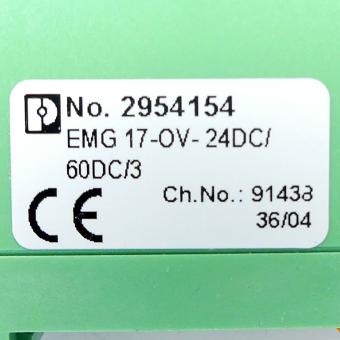 No. 2954154
EMG 17-OV- 24DC/
60DC/3
Ch.No.: 91438
36/04
CE